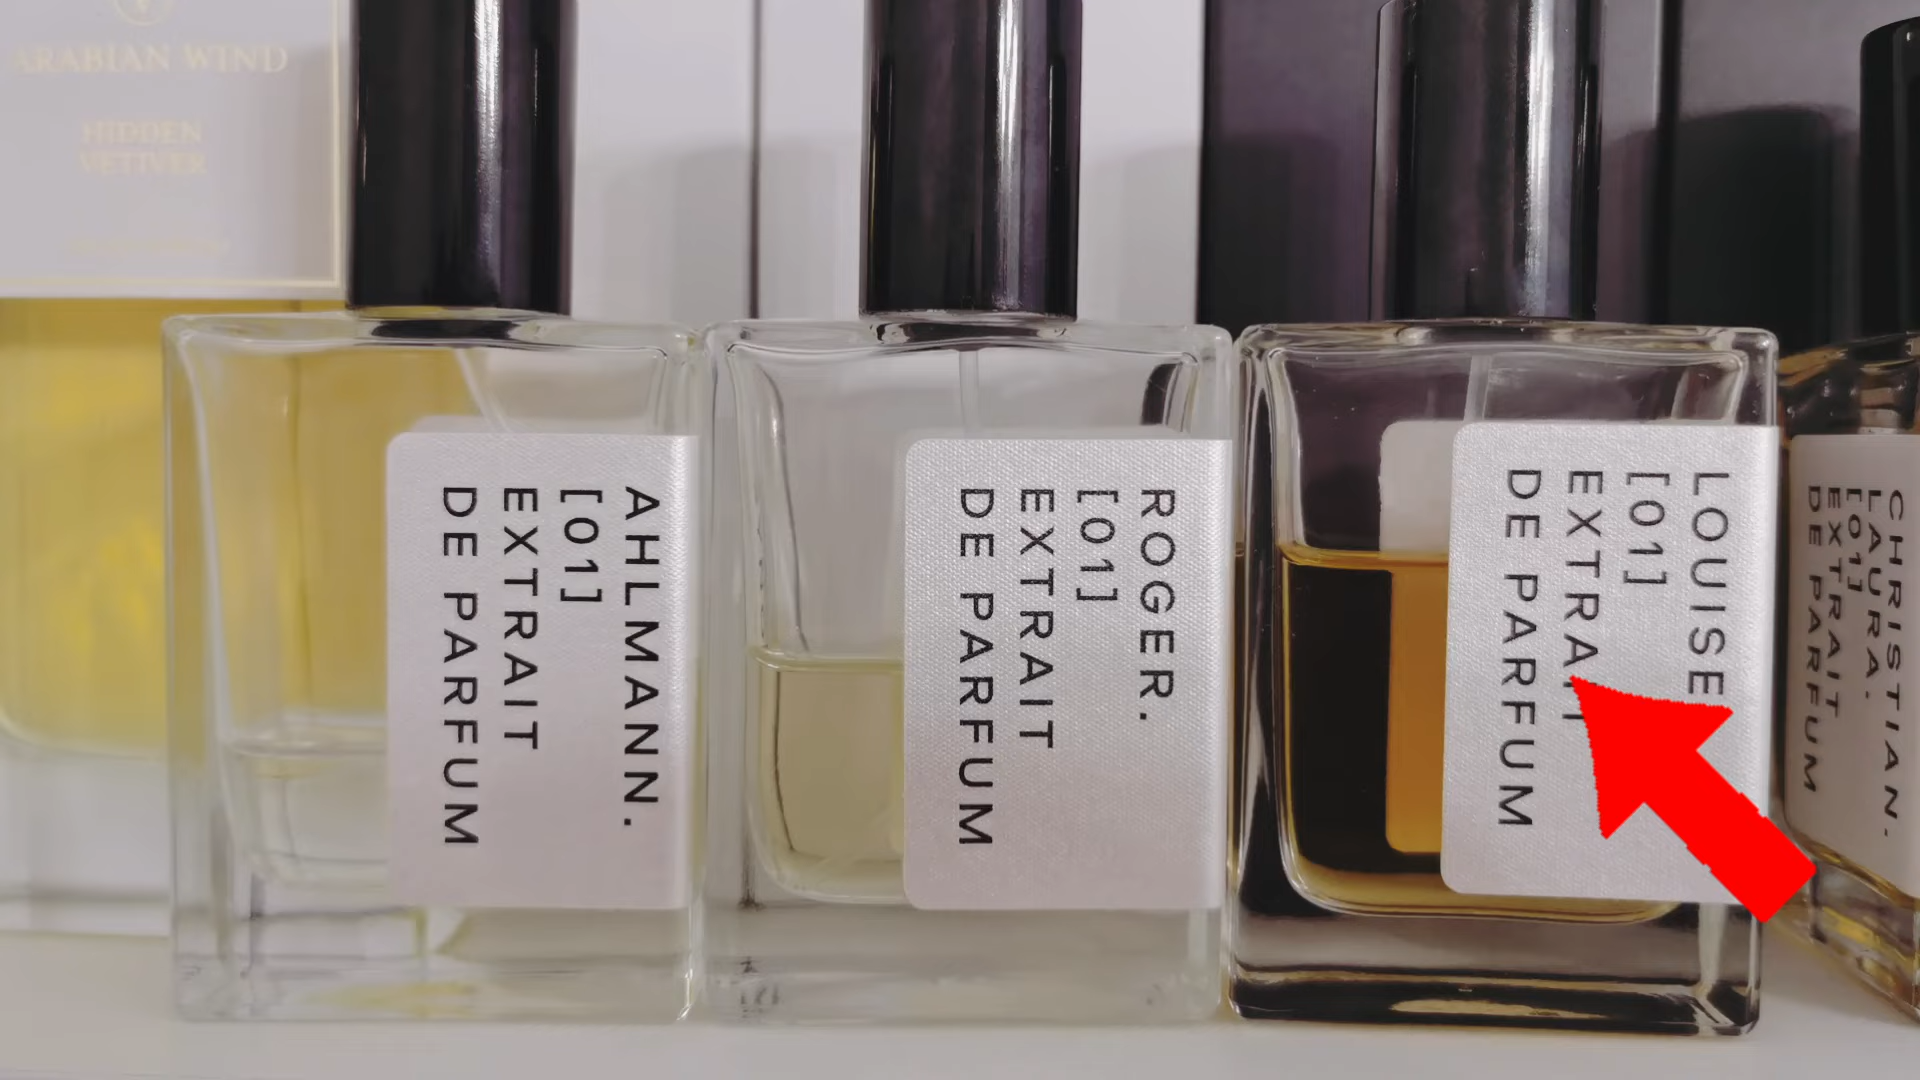 ARABIAN WIND
HIDDEN
VETIVER
AHLMANN.
[01]
EXTRAIT
DE PARFUM
ROGER.
[01]
EXTRAIT
DE PARFUM
LOUISE
[01]
EXTRAIT
DE PARFUM
CHRISTIAN.
LAURA.
[01]
EXTRAIT
DE PARFUM